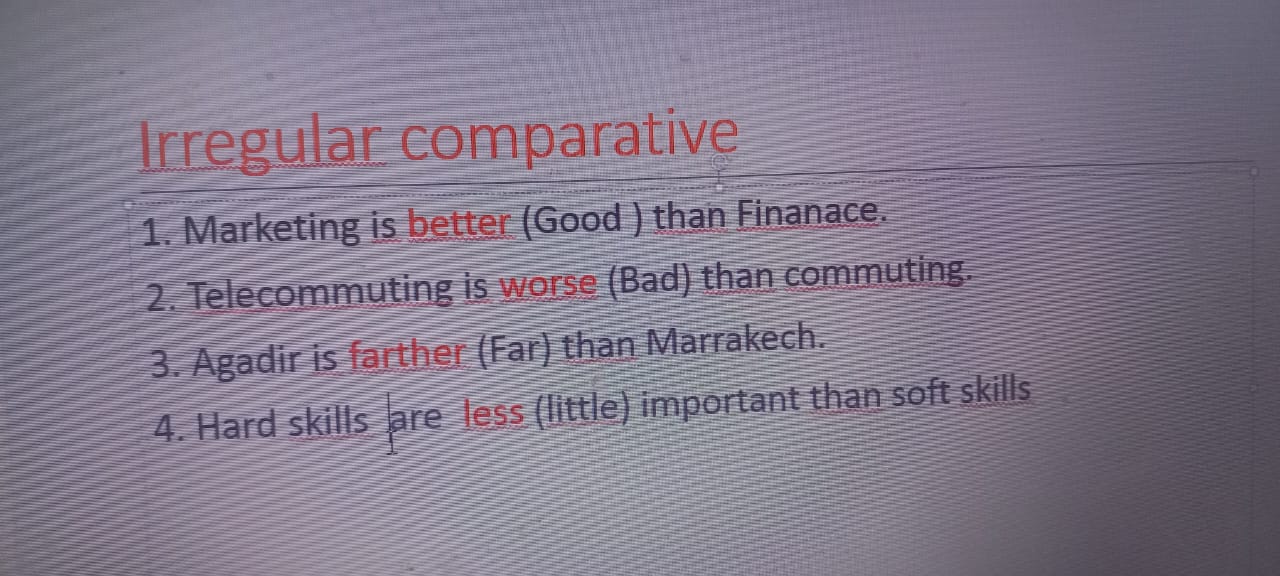 Irregular comparative
1. Marketing is better (Good ) than Finanace.
2. Telecommuting is worse (Bad) than commuting.
3. Agadir is farther (Far) than Marrakech.
4. Hard skills are less (little) important than soft skills